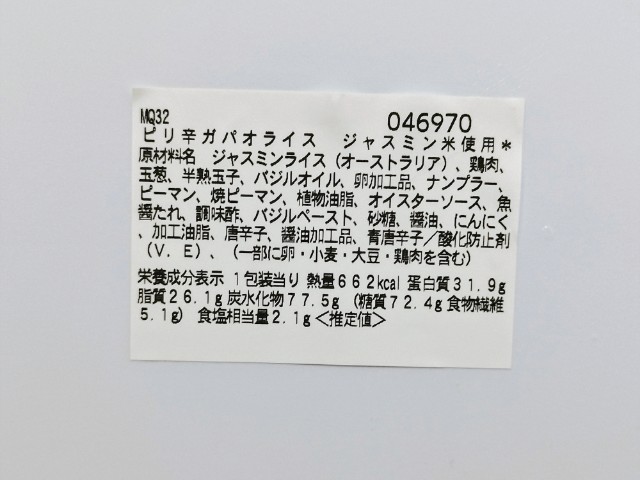 MQ32
046970
ピリ辛ガパオライス　ジャスミン米使用*
原材料名　ジャスミンライス（オーストラリア）、鶏肉、
玉葱、半熟玉子、バジルオイル、卵加工品、ナンプラー、
ピーマン、焼ピーマン、植物油脂、オイスターソース、魚
醤たれ、調味酢、バジルペースト、砂糖、醤油、にんにく
、加工油脂、唐辛子、醤油加工品、青唐辛子／酸化防止剤
（Ｖ．Ｅ）、（一部に卵・小麦・大豆・鶏肉を含む）
栄養成分表示　1包装当り　熱量６６２kcal　蛋白質３１．９g
脂質２６．１g　炭水化物７７．５g　（糖質７２．４g　食物繊維
５．１g）　食塩相当量２．１g＜推定値＞